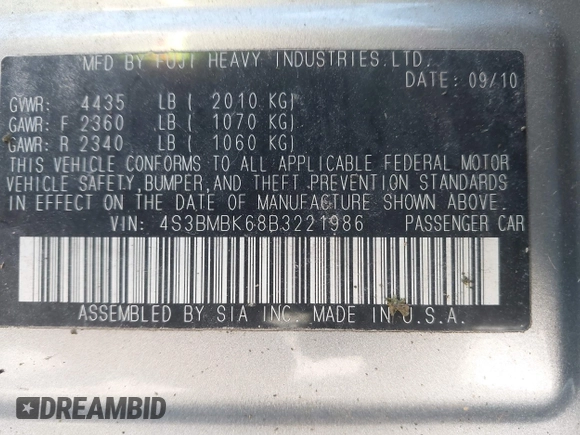 MFD BY FUJI HEAVY INDUSTRIES.LTD.
DATE: 09/10
GVWR: 4435 LB ( 2010 KG)
GAWR: F 2360 LB ( 1070 KG)
GAWR: R 2340 LB ( 1060 KG)
THIS VEHICLE CONFORMS TO ALL APPLICABLE FEDERAL MOTOR
VEHICLE SAFETY,BUMPER,AND THEFT PREVENTION STANDARDS
IN EFFECT ON THE DATE OF MANUFACTURE SHOWN ABOVE.
VIN: 4S3BMBK68B3221986 PASSENGER CAR
ASSEMBLED BY SIA INC. MADE IN U.S.A.
DREAMBID